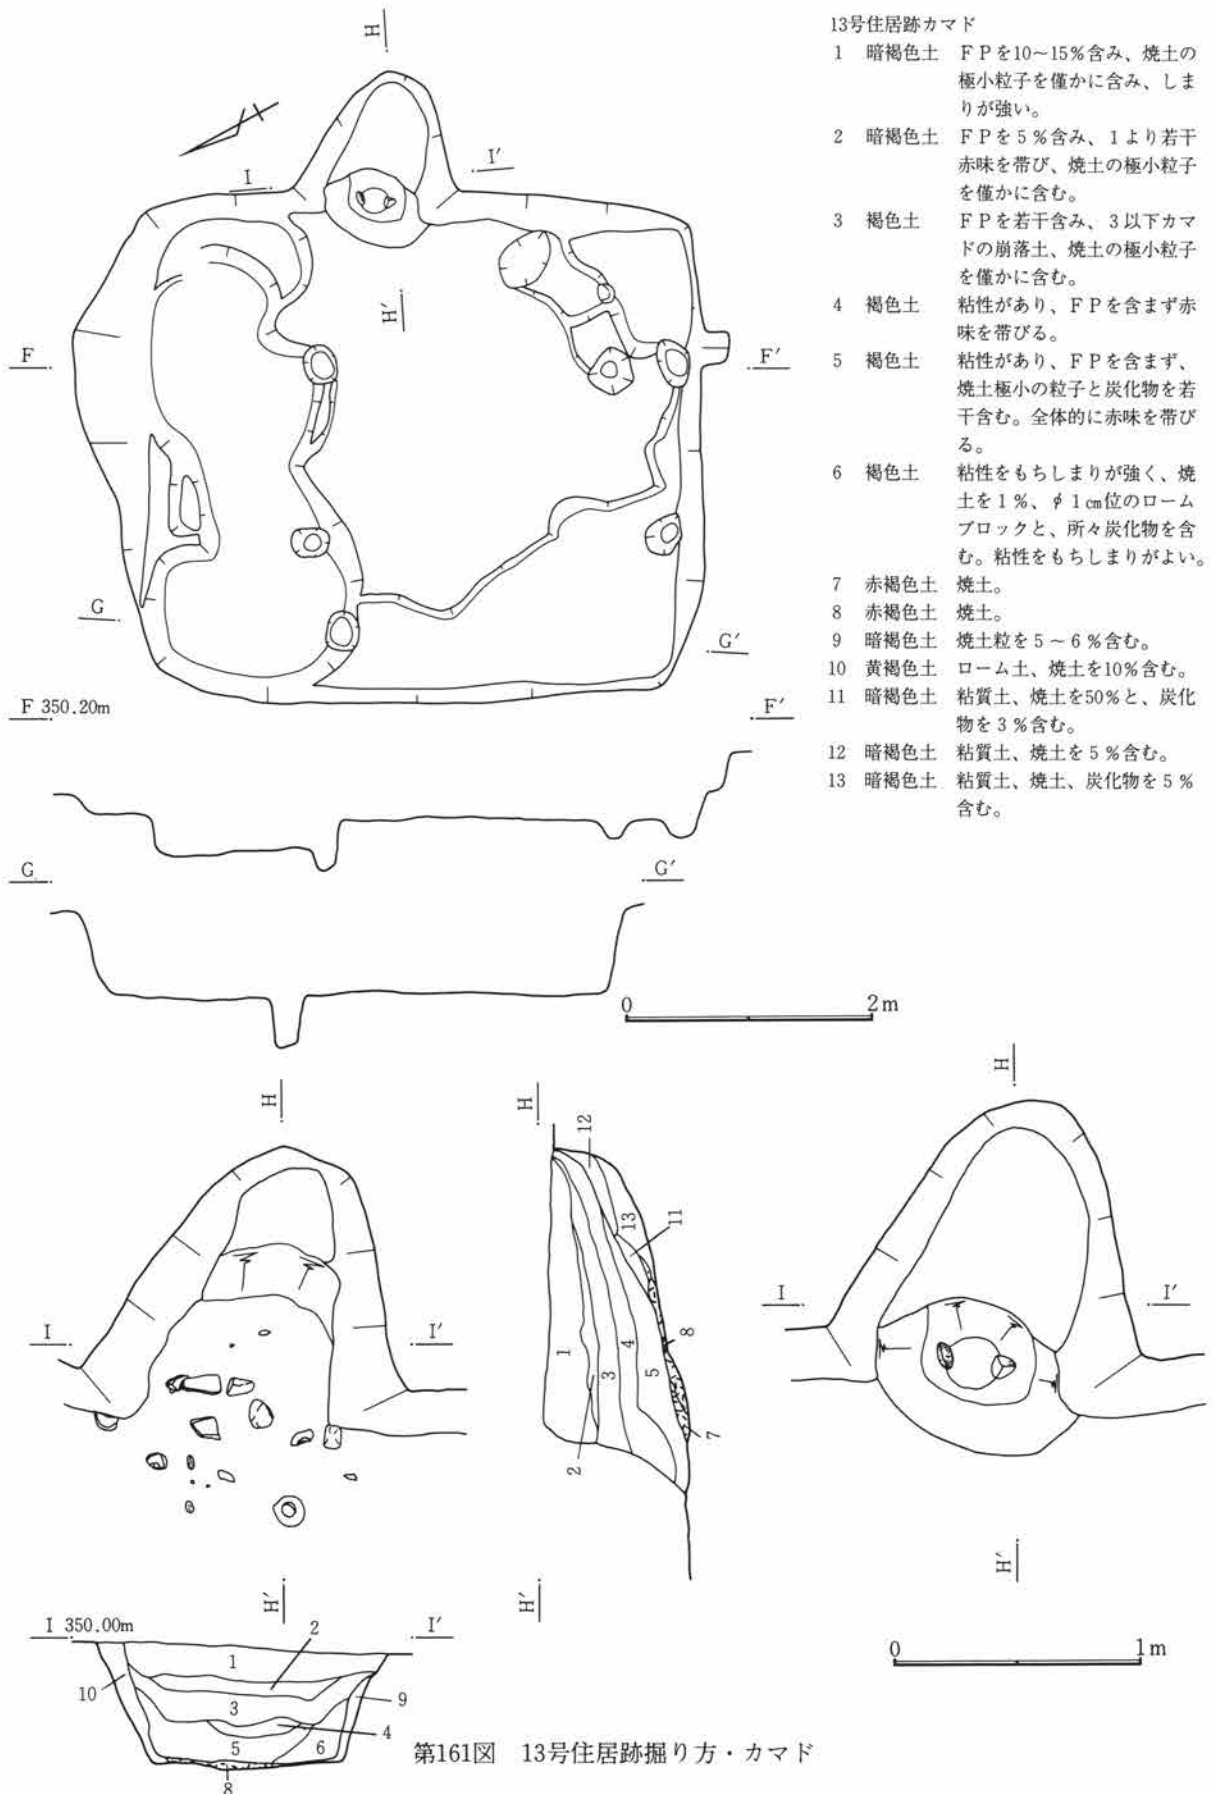 H
I
I′
H′
F
F′
G
G′
F 350.20m
F′
G
G′
0 2m
13号住居跡カマド
1 暗褐色土 FPを10~15%含み、焼土の
極小粒子を僅かに含み、しま
りが強い。
2 暗褐色土 FPを5%含み、1より若干
赤味を帯び、焼土の極小粒子
を僅かに含む。
3 褐色土 FPを若干含み、3以下カマ
ドの崩落土、焼土の極小粒子
を僅かに含む。
4 褐色土 粘性があり、FPを含まず赤
味を帯びる。
5 褐色土 粘性があり、FPを含まず、
焼土極小の粒子と炭化物を若
干含む。全体的に赤味を帯び
る。
6 褐色土 粘性をもちしまりが強く、焼
土を1%、φ1㎝位のローム
ブロックと、所々炭化物を含
む。粘性をもちしまりがよい。
7 赤褐色土 焼土。
8 赤褐色土 焼土。
9 暗褐色土 焼土粒を5~6%含む。
10 黄褐色土 ローム土、焼土を10%含む。
11 暗褐色土 粘質土、焼土を50%と、炭化
物を3%含む。
12 暗褐色土 粘質土、焼土を5%含む。
13 暗褐色土 粘質土、焼土、炭化物を5%
含む。
H
I
I′
H′
H
12
13
11
8
1
3
4
5
2
7
H′
H
I
I′
H′
I 350.00m
I′
2
1
10
3
9
4
5
6
8
0 1m
第161図 13号住居跡掘り方・カマド